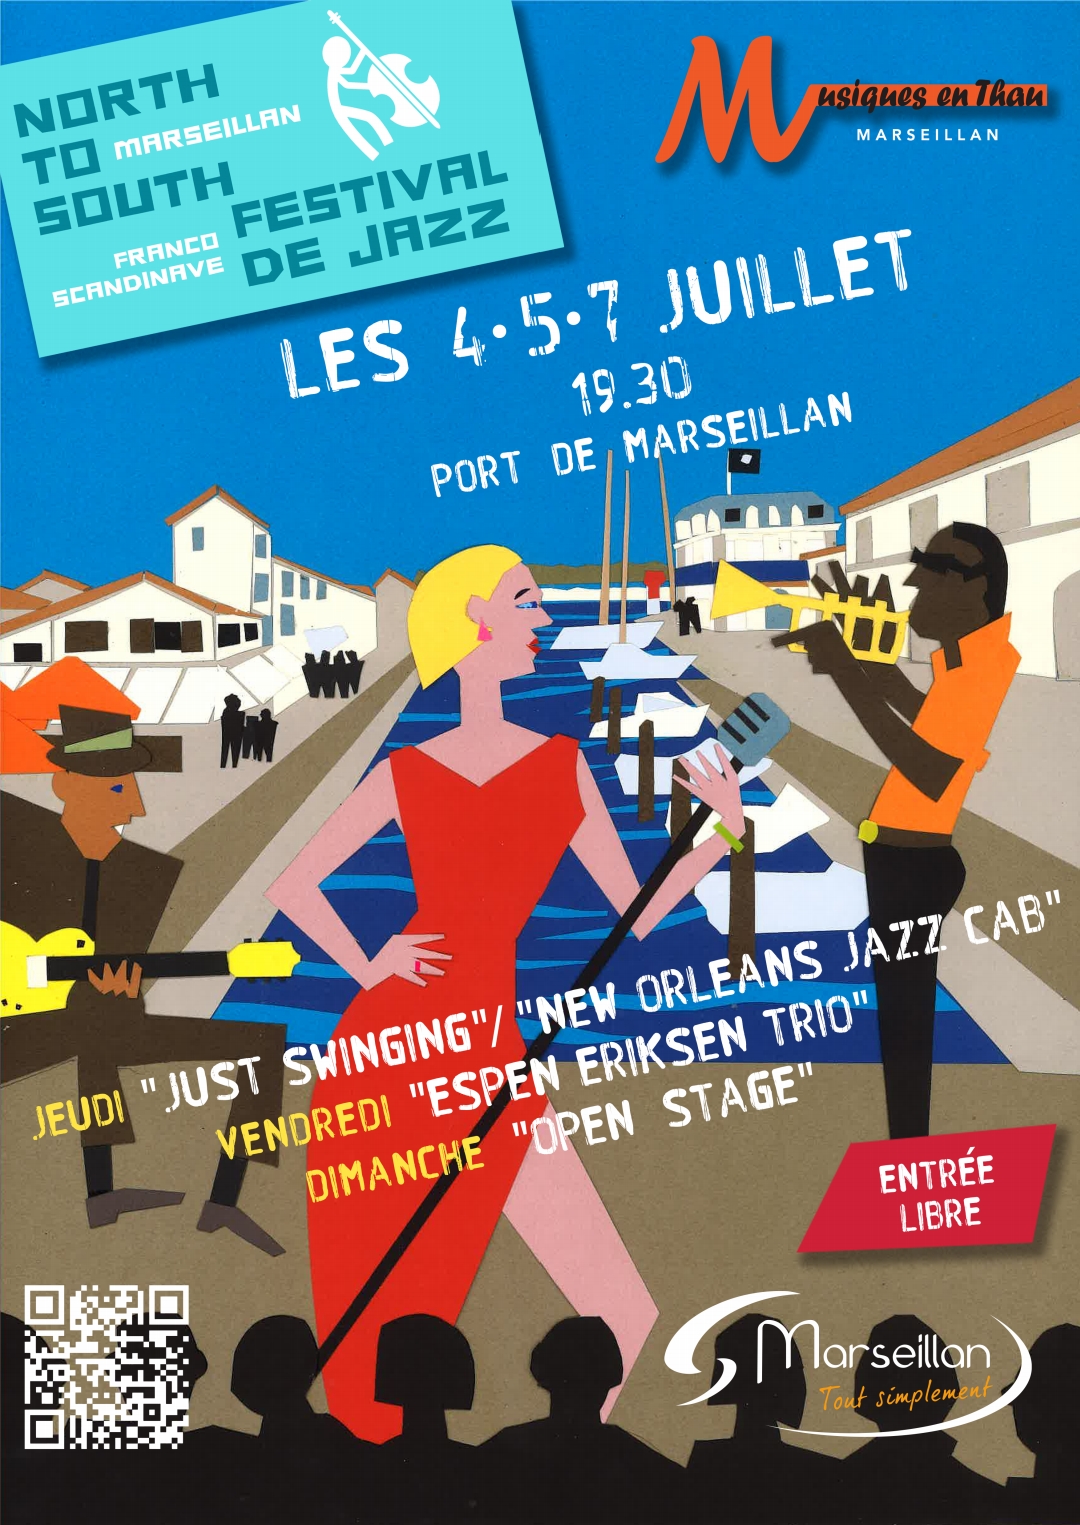 NORTH
TO MARSEILLAN
SOUTH
FESTIVAL
FRANCO
SCANDINAVE
DE JAZZ
Musiques en Thau
MARSEILLAN
LES 4·5·7 JUILLET
19.30
PORT DE MARSEILLAN
JEUDI "JUST SWINGING"/ "NEW ORLEANS JAZZ CAB"
VENDREDI "ESPEN ERIKSEN TRIO"
DIMANCHE "OPEN STAGE"
ENTRÉE
LIBRE
Marseillan
Tout simplement